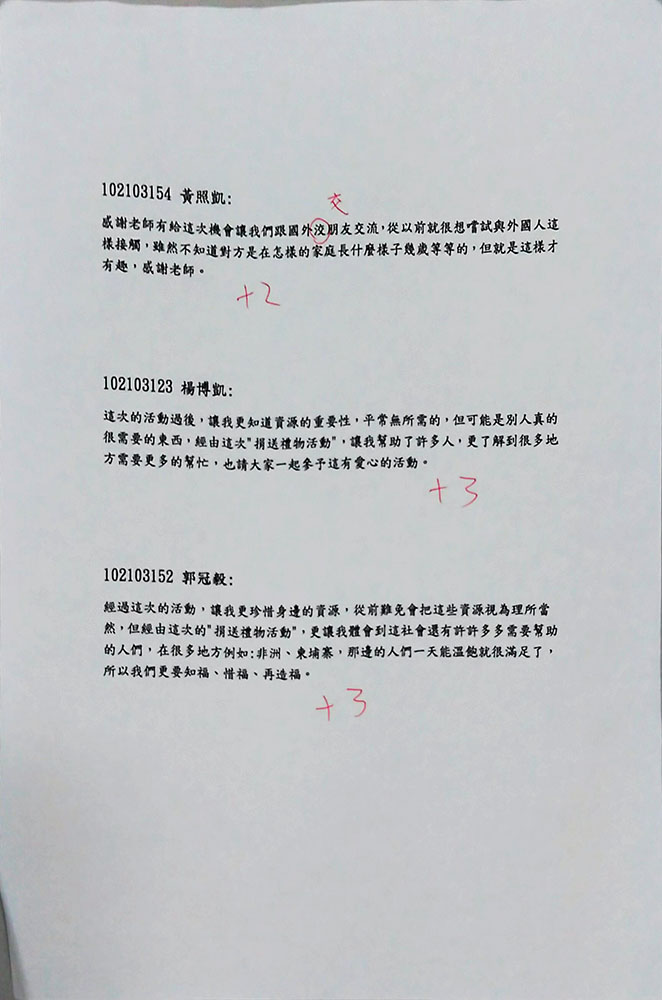 102103154 黃照凱:
交
感謝老師有給這次機會讓我們跟國外沒朋友交流，從以前就很想嚐試與外國人這
樣接觸，雖然不知道對方是在怎樣的家庭長什麼樣子幾歲等等的，但就是這樣才
有趣，感謝老師。
+2
102103123 楊博凱:
這次的活動過後，讓我更知道資源的重要性，平常無所需的，但可能是別人真的
很需要的東西，經由這次"捐送禮物活動"，讓我幫助了許多人，更了解到很多地
方需要更多的幫忙，也請大家一起參予這有愛心的活動。
+3
102103152 郭冠毅:
經過這次的活動，讓我更珍惜身邊的資源，從前難免會把這些資源視為理所當
然，但經由這次的"捐送禮物活動"，更讓我體會到這社會還有許許多多需要幫助
的人們，在很多地方例如:非洲、柬埔寨，那邊的人們一天能溫飽就很滿足了，
所以我們更要知福、惜福、再造福。
+3